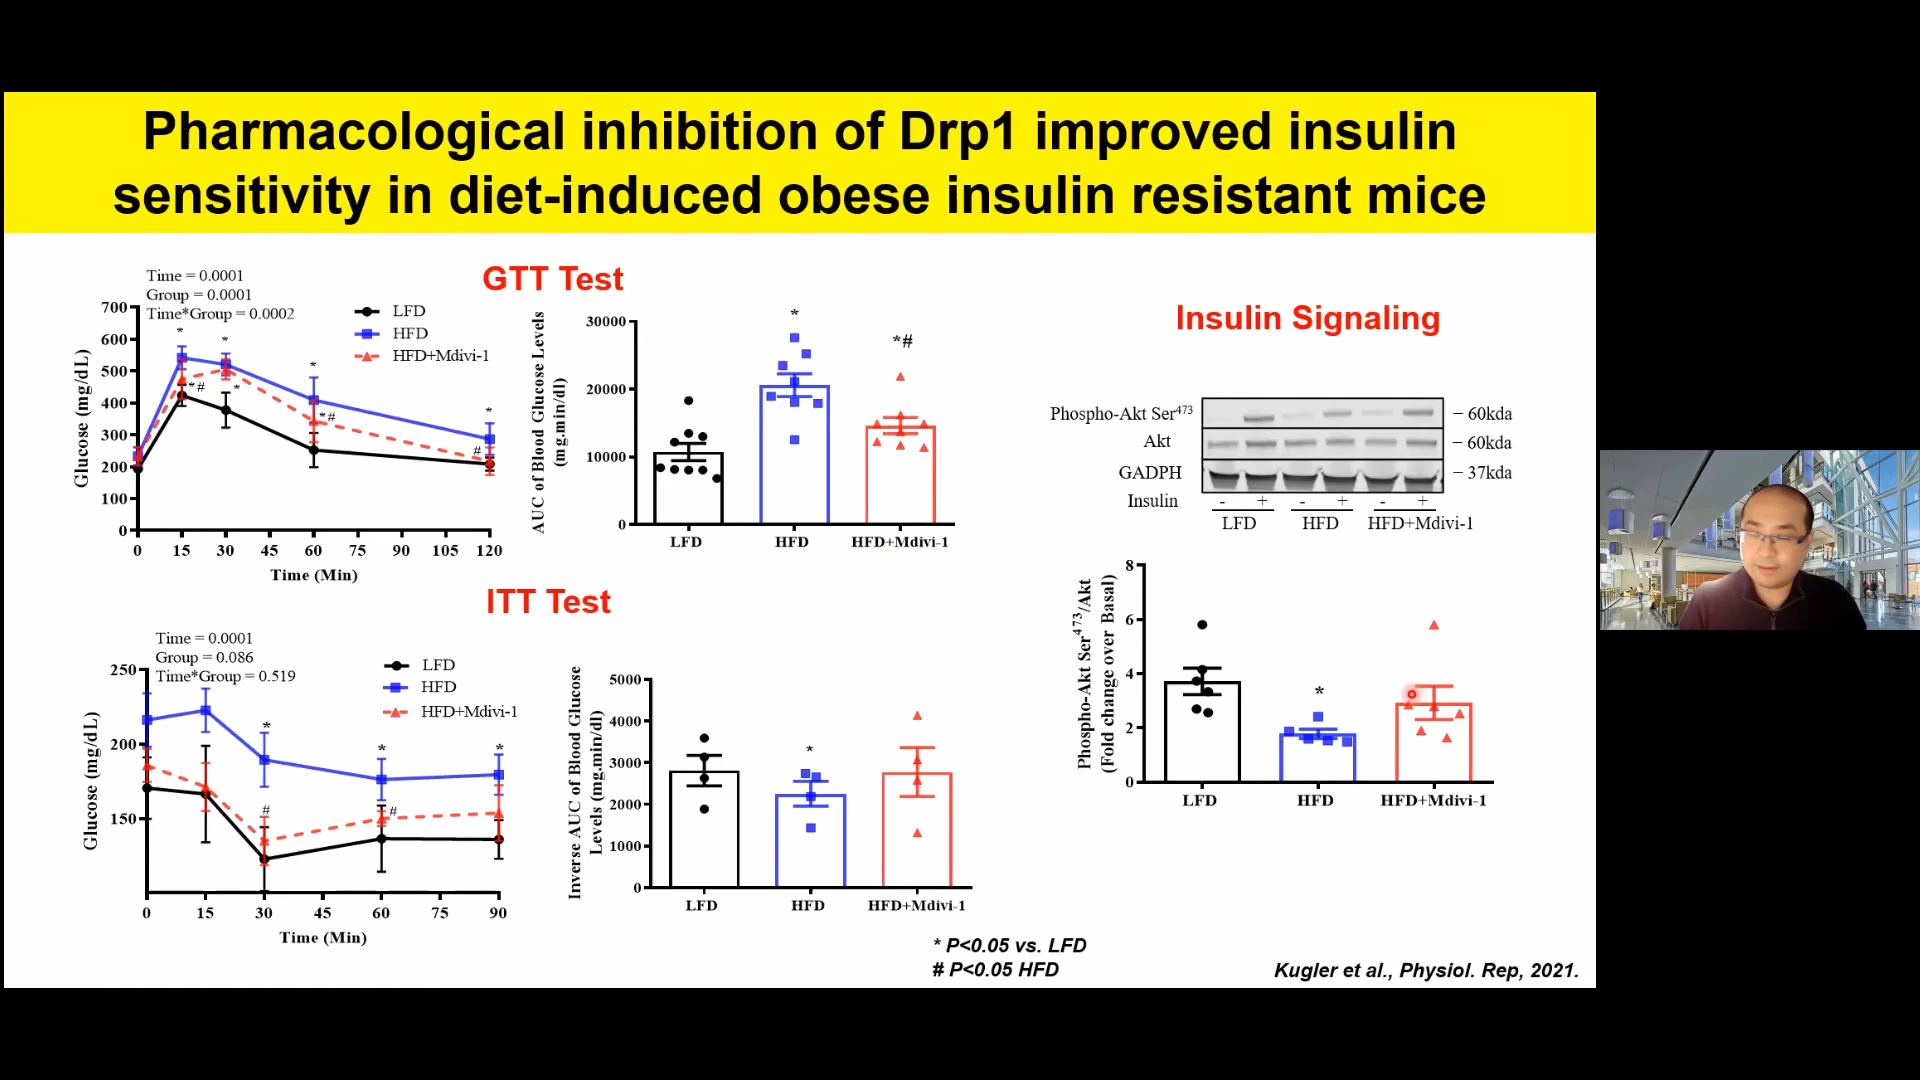 Pharmacological inhibition of Drp1 improved insulin
sensitivity in diet-induced obese insulin resistant mice
GTT Test
Time = 0.0001
Group = 0.0001
Time*Group = 0.0002
LFD
HFD
HFD+Mdivi-1
Glucose (mg/dL)
700
600
500
400
300
200
100
0
*
*
*
*
*#
*
*#
#
0 15 30 45 60 75 90 105 120
Time (Min)
AUC of Blood Glucose Levels
(mg.min/dl)
30000
20000
10000
0
*
*#
LFD HFD HFD+Mdivi-1
ITT Test
Time = 0.0001
Group = 0.086
Time*Group = 0.519
LFD
HFD
HFD+Mdivi-1
Glucose (mg/dL)
250
200
150
*
*
*
#
#
0 15 30 45 60 75 90
Time (Min)
Inverse AUC of Blood Glucose
Levels (mg.min/dl)
5000
4000
3000
2000
1000
0
*
LFD HFD HFD+Mdivi-1
Insulin Signaling
Phospho-Akt Ser473 – 60kda
Akt – 60kda
GADPH – 37kda
Insulin - + - + - +
LFD HFD HFD+Mdivi-1
Phospho-Akt Ser473/Akt
(Fold change over Basal)
8
6
4
2
0
*
LFD HFD HFD+Mdivi-1
* P<0.05 vs. LFD
# P<0.05 HFD
Kugler et al., Physiol. Rep, 2021.